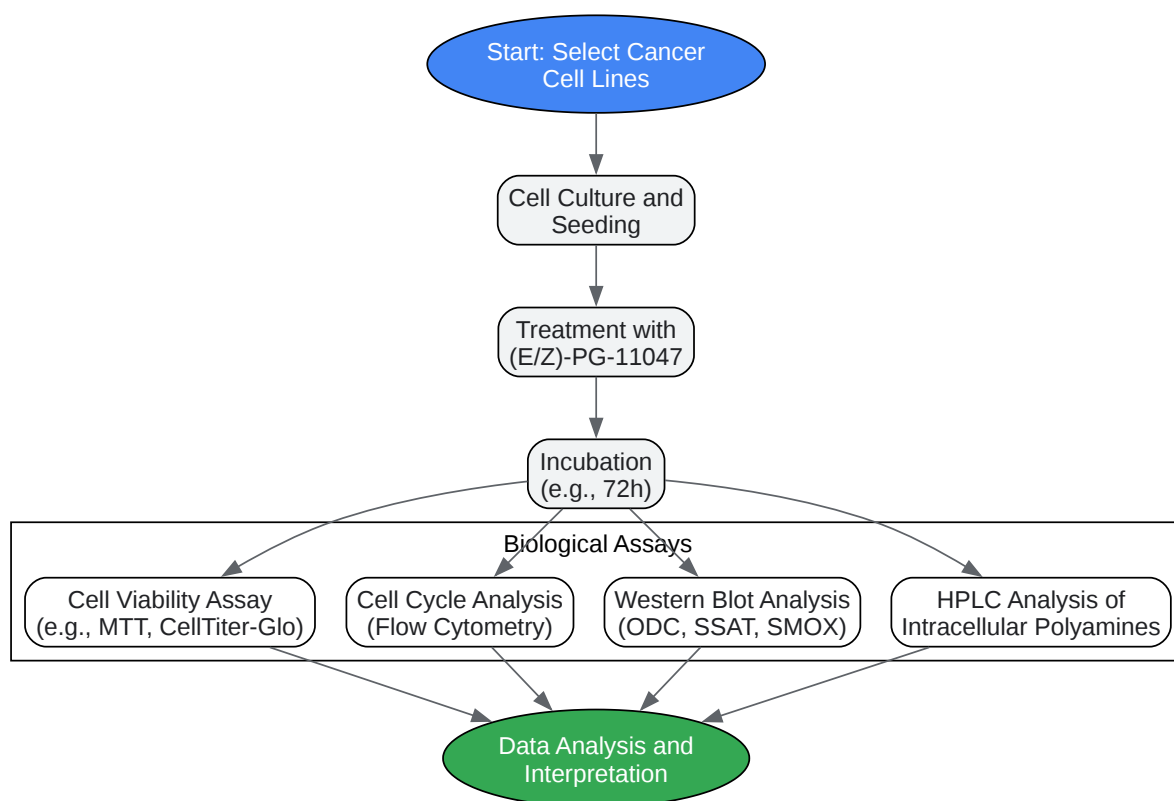 Start: Select Cancer
Cell Lines
Cell Culture and
Seeding
Treatment with
(E/Z)-PG-11047
Incubation
(e.g., 72h)
Biological Assays
Cell Viability Assay
(e.g., MTT, CellTiter-Glo)
Cell Cycle Analysis
(Flow Cytometry)
Western Blot Analysis
(ODC, SSAT, SMOX)
HPLC Analysis of
Intracellular Polyamines
Data Analysis and
Interpretation